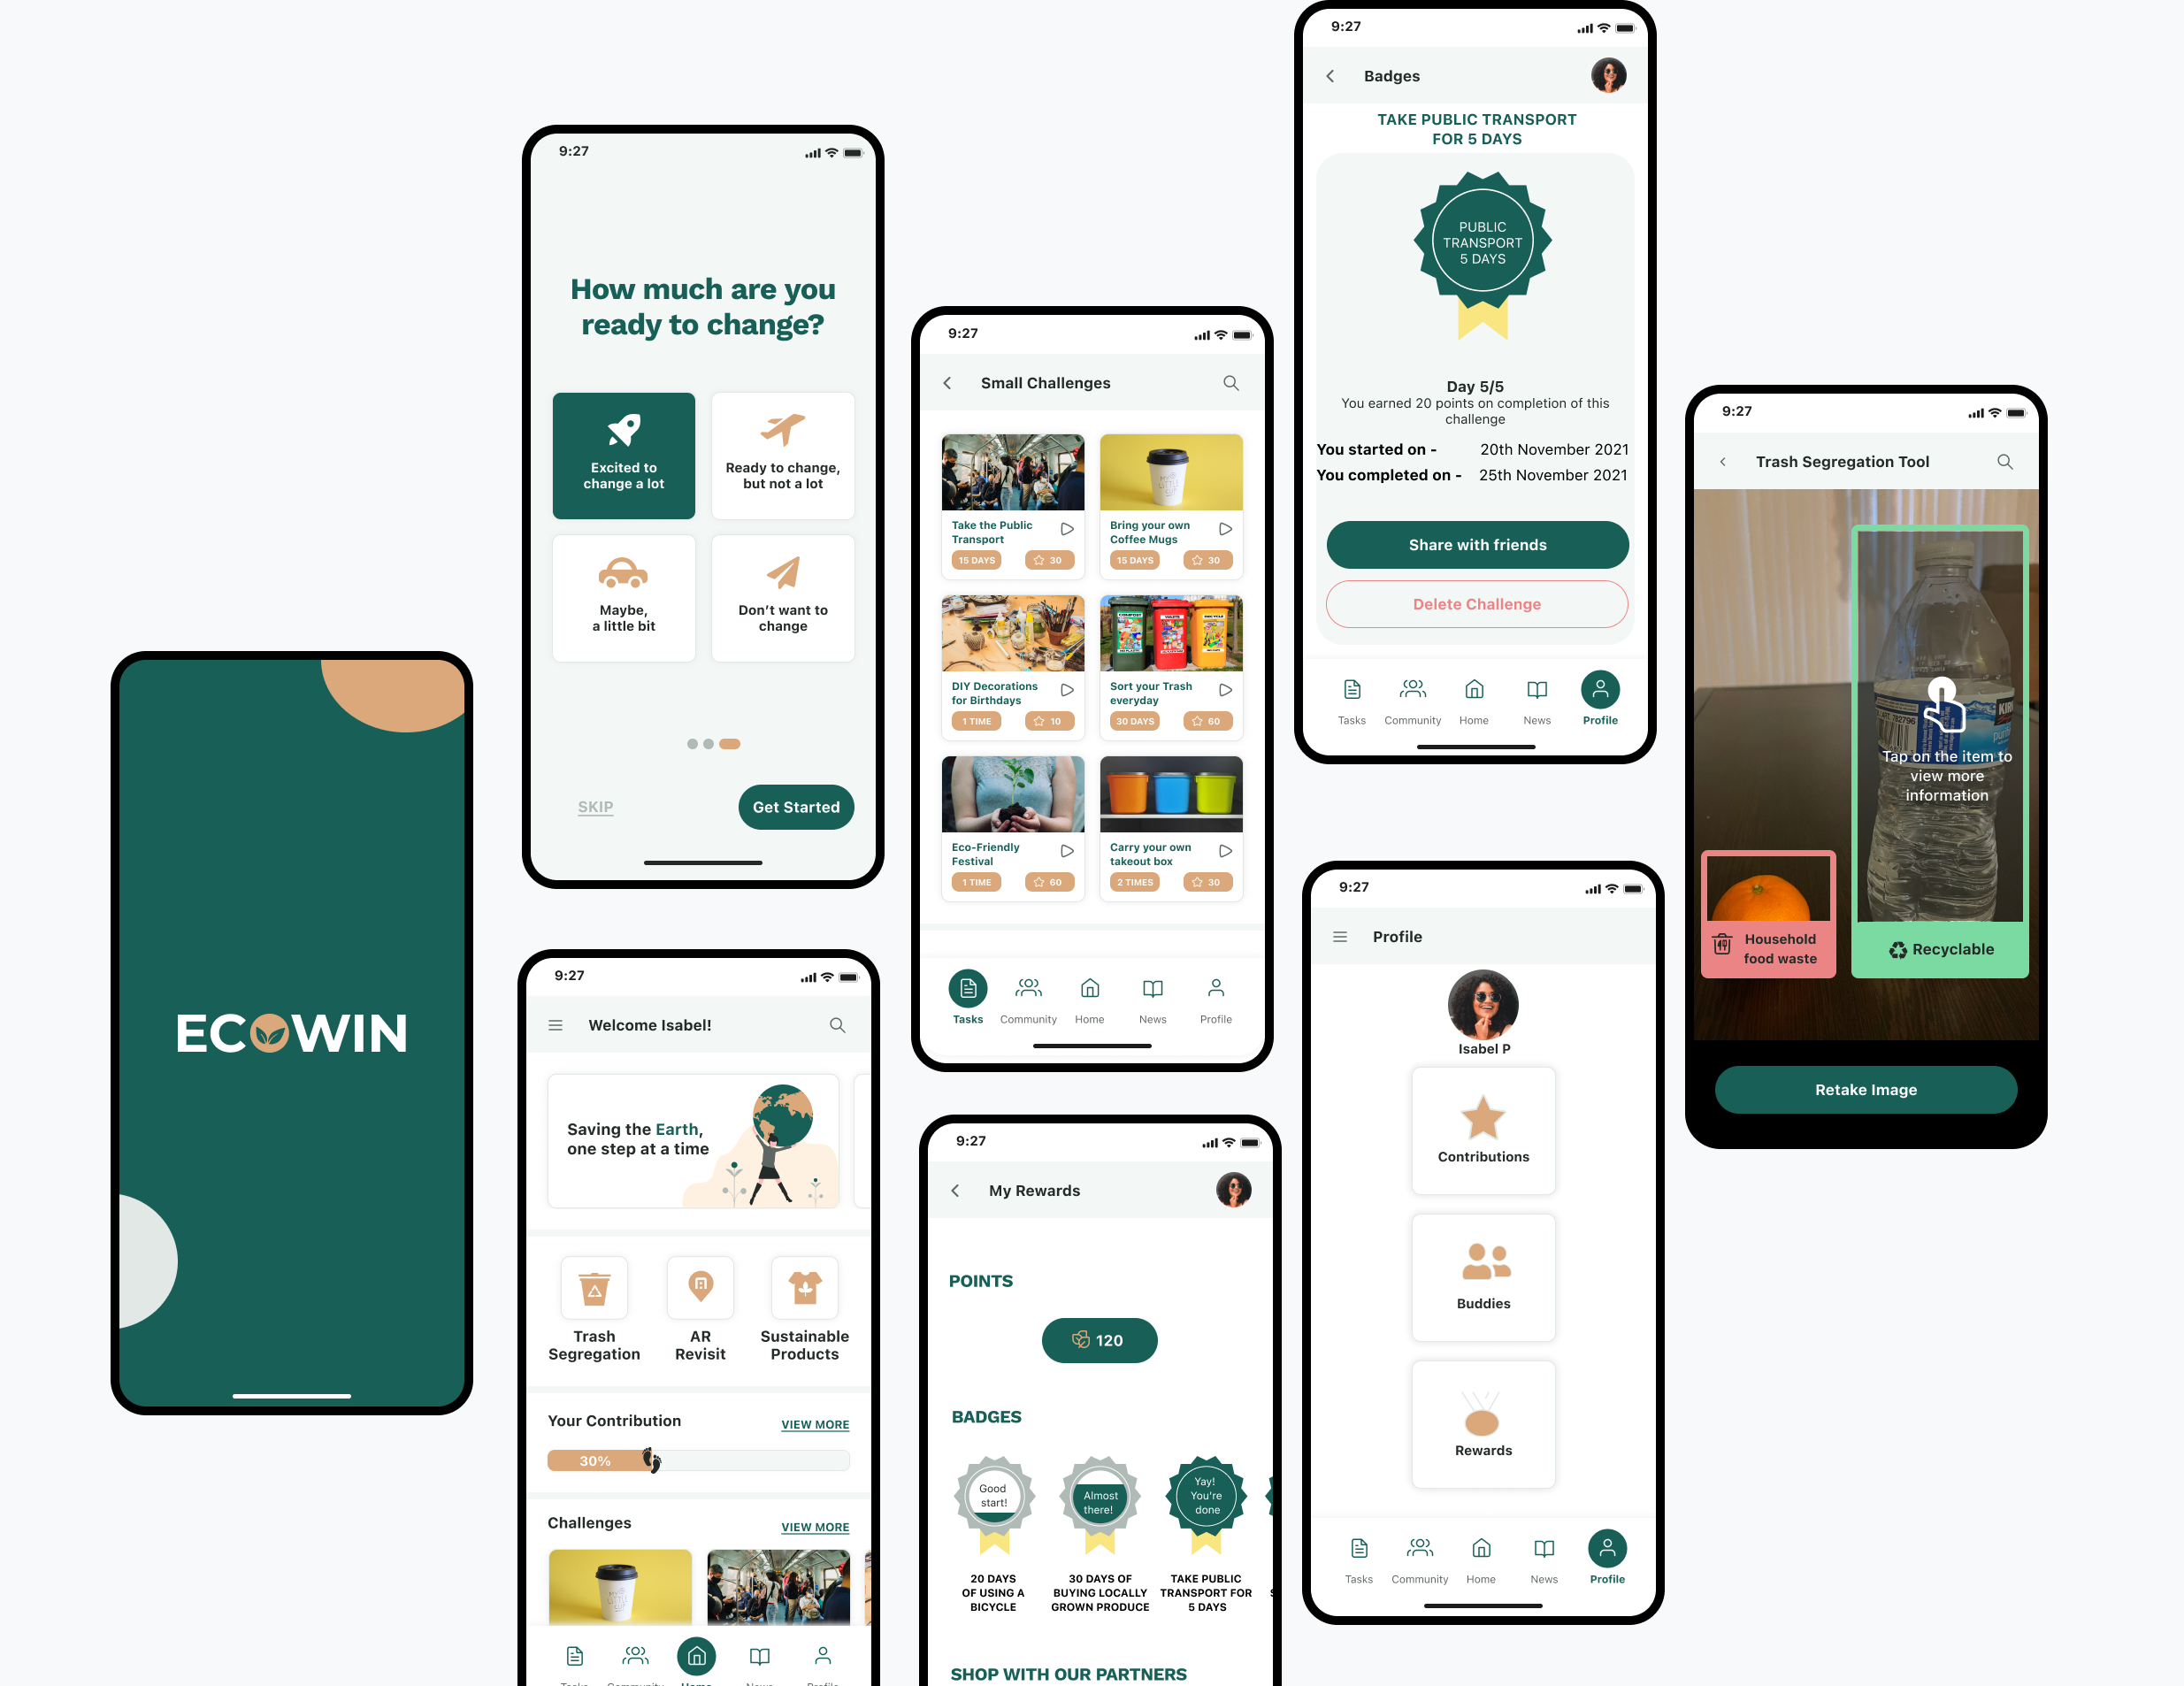 ECOWIN
9:27
How much are you
ready to change?
Excited to
change a lot
Ready to change,
but not a lot
Maybe,
a little bit
Don't want to
change
SKIP
Get Started
9:27
Welcome Isabel!
Saving the Earth,
one step at a time
Trash
Segregation
AR
Revisit
Sustainable
Products
Your Contribution
VIEW MORE
30%
Challenges
VIEW MORE
Home
9:27
Small Challenges
Take the Public
Transport
15 DAYS
30
Bring your own
Coffee Mugs
15 DAYS
30
DIY Decorations
for Birthdays
1 TIME
10
Sort your Trash
everyday
30 DAYS
60
Eco-Friendly
Festival
1 TIME
60
Carry your own
takeout box
2 TIMES
30
Tasks
Community
Home
News
Profile
9:27
My Rewards
POINTS
120
BADGES
Good
start!
Almost
there!
Yay!
You're
done
20 DAYS
OF USING A
BICYCLE
30 DAYS OF
BUYING LOCALLY
GROWN PRODUCE
TAKE PUBLIC
TRANSPORT FOR
5 DAYS
SHOP WITH OUR PARTNERS
9:27
Badges
TAKE PUBLIC TRANSPORT
FOR 5 DAYS
PUBLIC
TRANSPORT
5 DAYS
Day 5/5
You earned 20 points on completion of this
challenge
You started on - 20th November 2021
You completed on - 25th November 2021
Share with friends
Delete Challenge
Tasks
Community
Home
News
Profile
9:27
Profile
Isabel P
Contributions
Buddies
Rewards
Tasks
Community
Home
News
Profile
9:27
Trash Segregation Tool
Tap on the item to
view more
information
Household
food waste
Recyclable
Retake Image